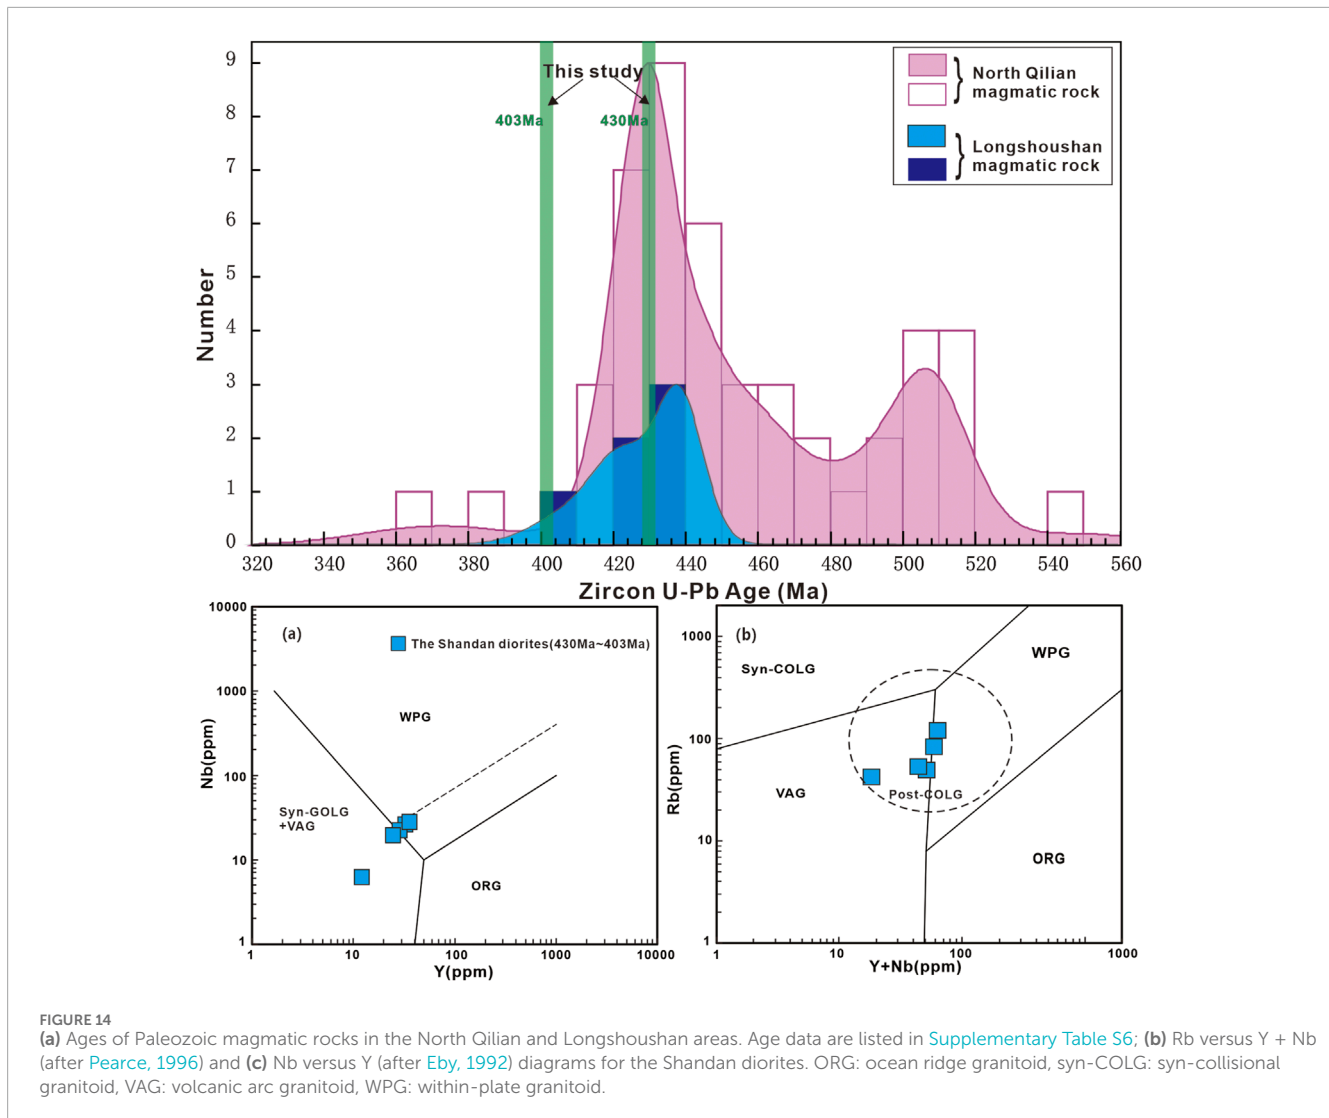 9
8
7
6
5
4
3
2
1
0
Number
This study
403Ma
430Ma
North Qilian
magmatic rock
Longshoushan
magmatic rock
320
340
360
380
400
420
440
460
480
500
520
540
560
Zircon U-Pb Age (Ma)
(a)
The Shandan diorites(430Ma~403Ma)
10000
1000
100
10
1
Nb(ppm)
WPG
Syn-GOLG
+VAG
ORG
1
10
100
1000
10000
Y(ppm)
(b)
1000
100
10
1
Rb(ppm)
Syn-COLG
WPG
VAG
Post-COLG
ORG
1
10
100
1000
Y+Nb(ppm)
FIGURE 14
(a) Ages of Paleozoic magmatic rocks in the North Qilian and Longshoushan areas. Age data are listed in Supplementary Table S6; (b) Rb versus Y + Nb
(after Pearce, 1996) and (c) Nb versus Y (after Eby, 1992) diagrams for the Shandan diorites. ORG: ocean ridge granitoid, syn-COLG: syn-collisional
granitoid, VAG: volcanic arc granitoid, WPG: within-plate granitoid.